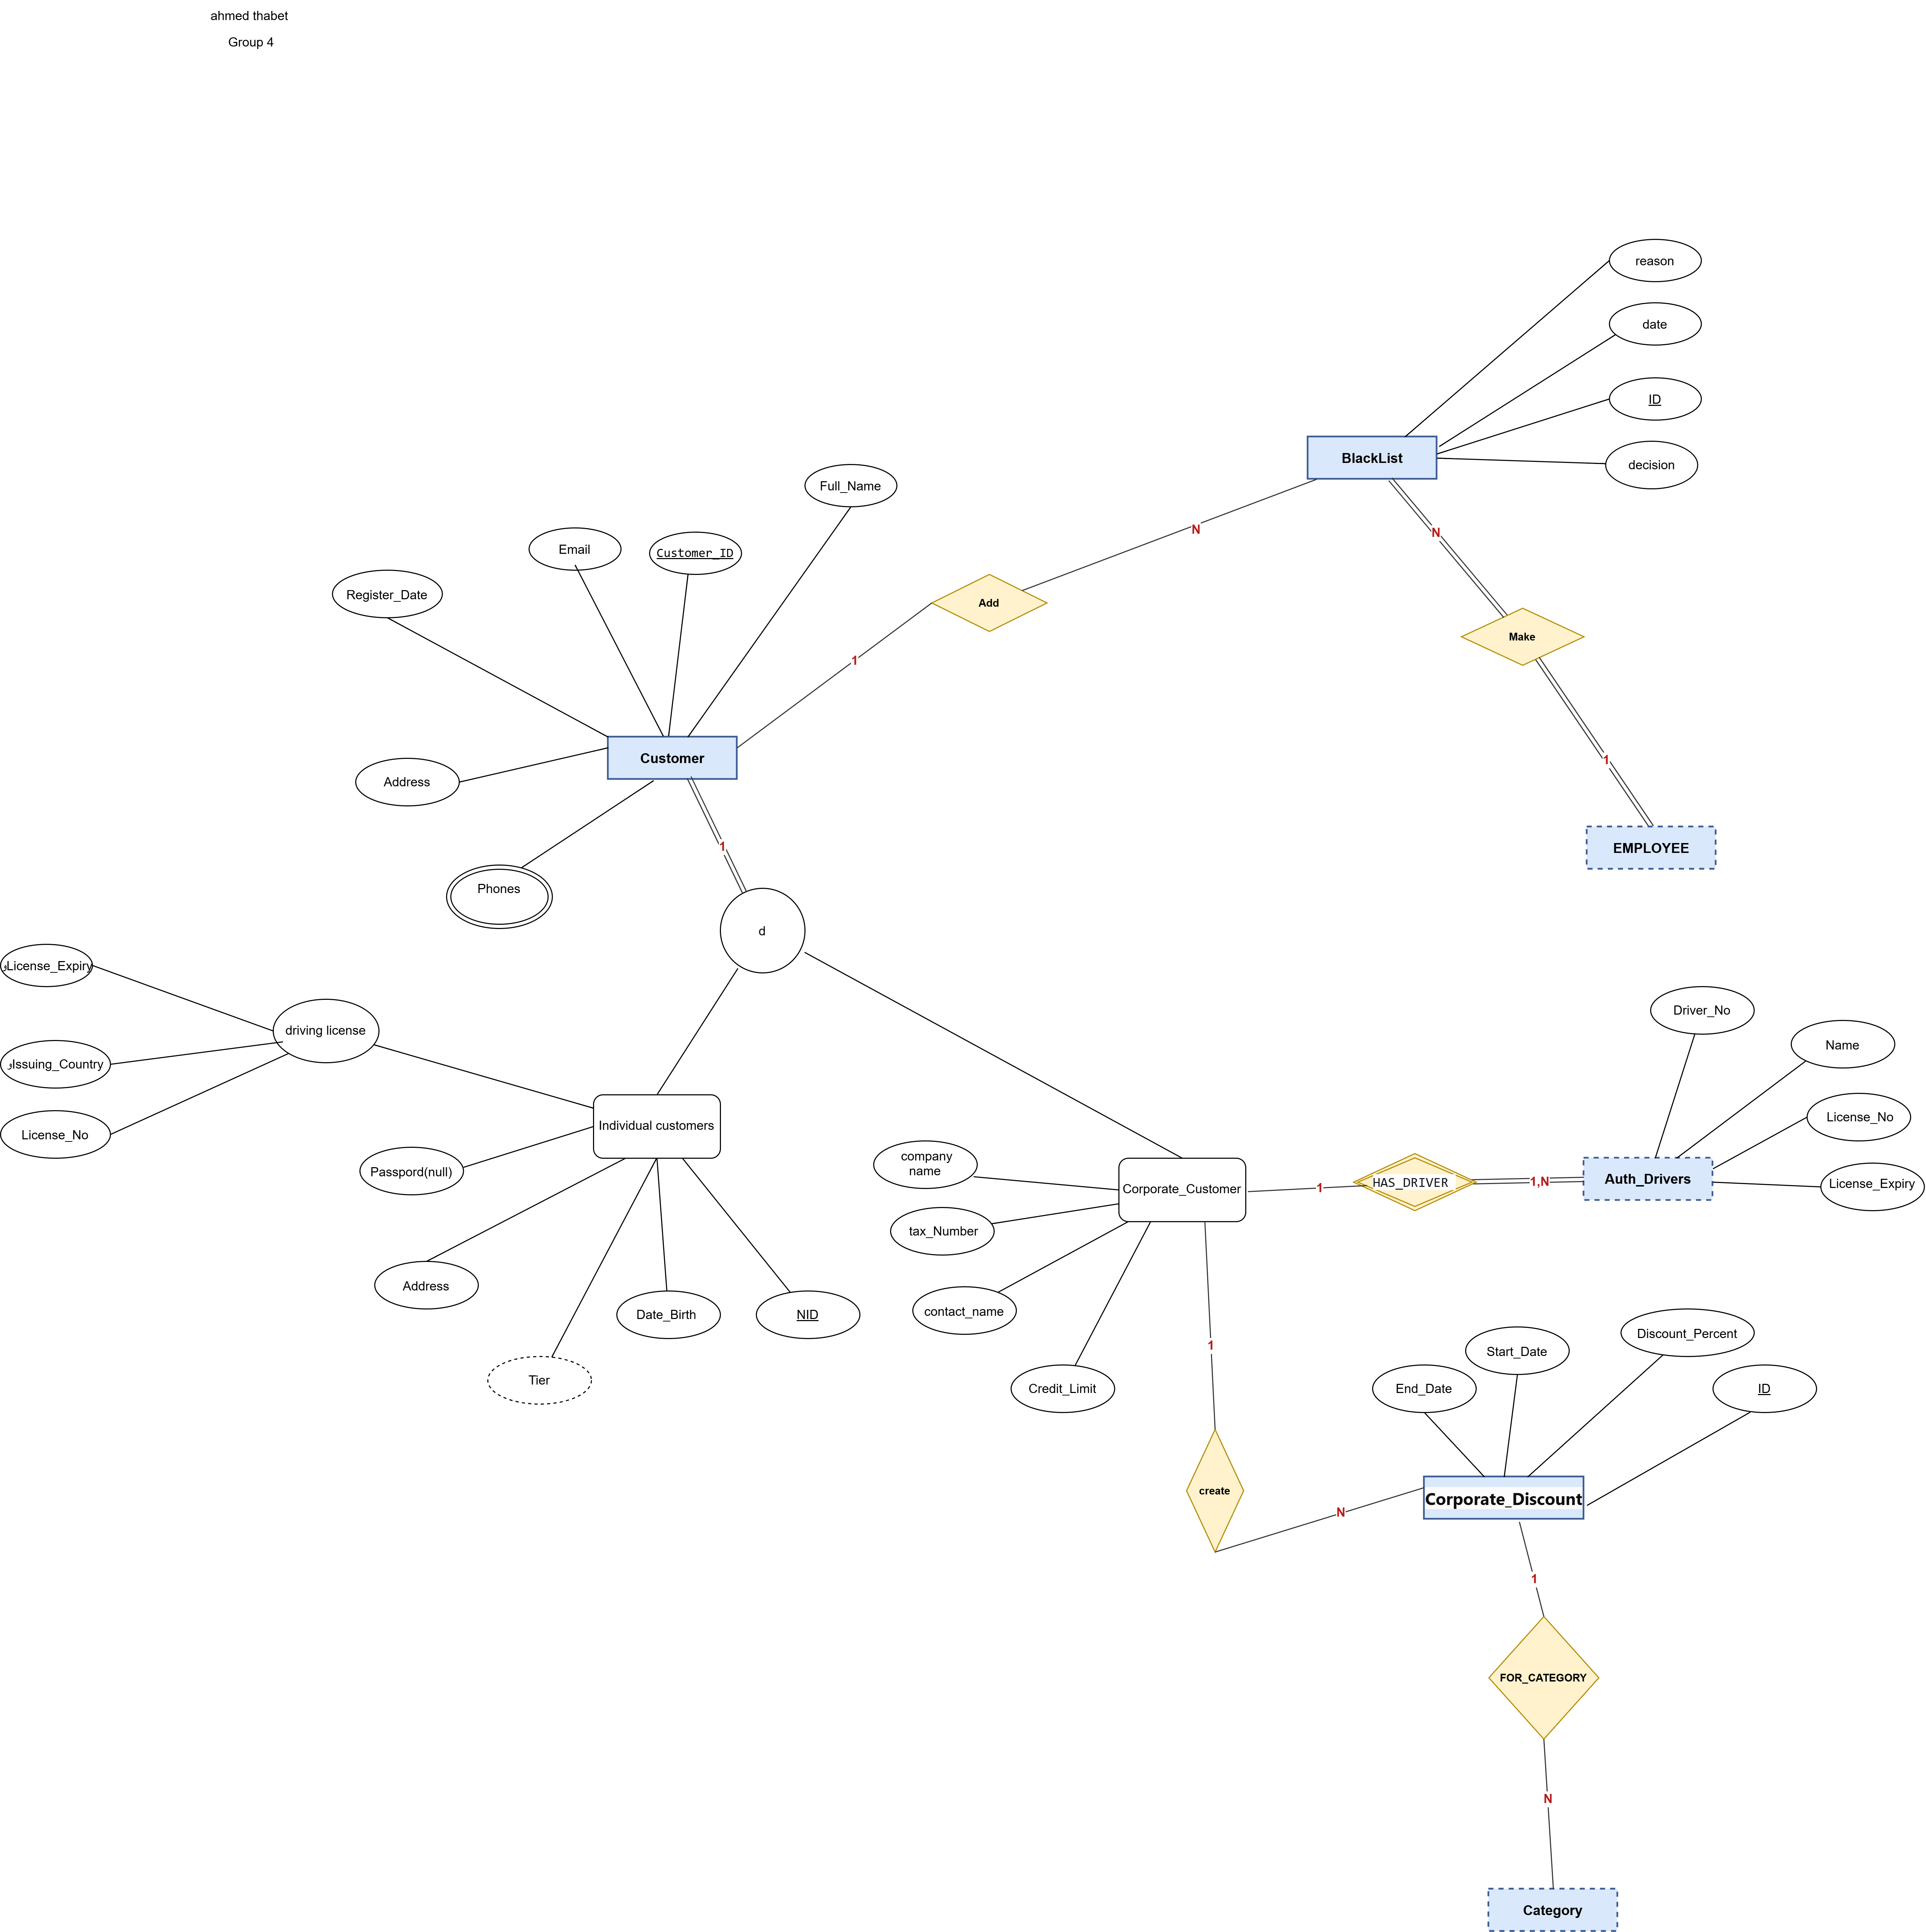 ahmed thabet
Group 4
reason
date
ID
decision
BlackList
N
N
Full_Name
Email
Customer_ID
Register_Date
Add
Make
1
1
Customer
Address
1
EMPLOYEE
Phones
d
وLicense_Expiry
driving license
وIssuing_Country
License_No
Individual customers
Passpord(null)
Address
Tier
Date_Birth
NID
company
name
tax_Number
contact_name
Credit_Limit
Corporate_Customer
1
HAS_DRIVER
1,N
Auth_Drivers
Driver_No
Name
License_No
License_Expiry
1
create
N
End_Date
Start_Date
Discount_Percent
ID
Corporate_Discount
1
FOR_CATEGORY
N
Category